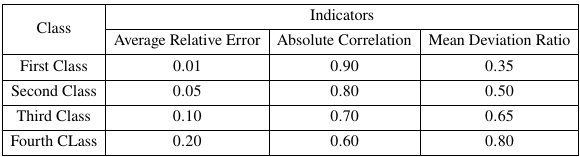 Class Indicators
Average Relative Error Absolute Correlation Mean Deviation Ratio
First Class 0.01 0.90 0.35
Second Class 0.05 0.80 0.50
Third Class 0.10 0.70 0.65
Fourth CLass 0.20 0.60 0.80